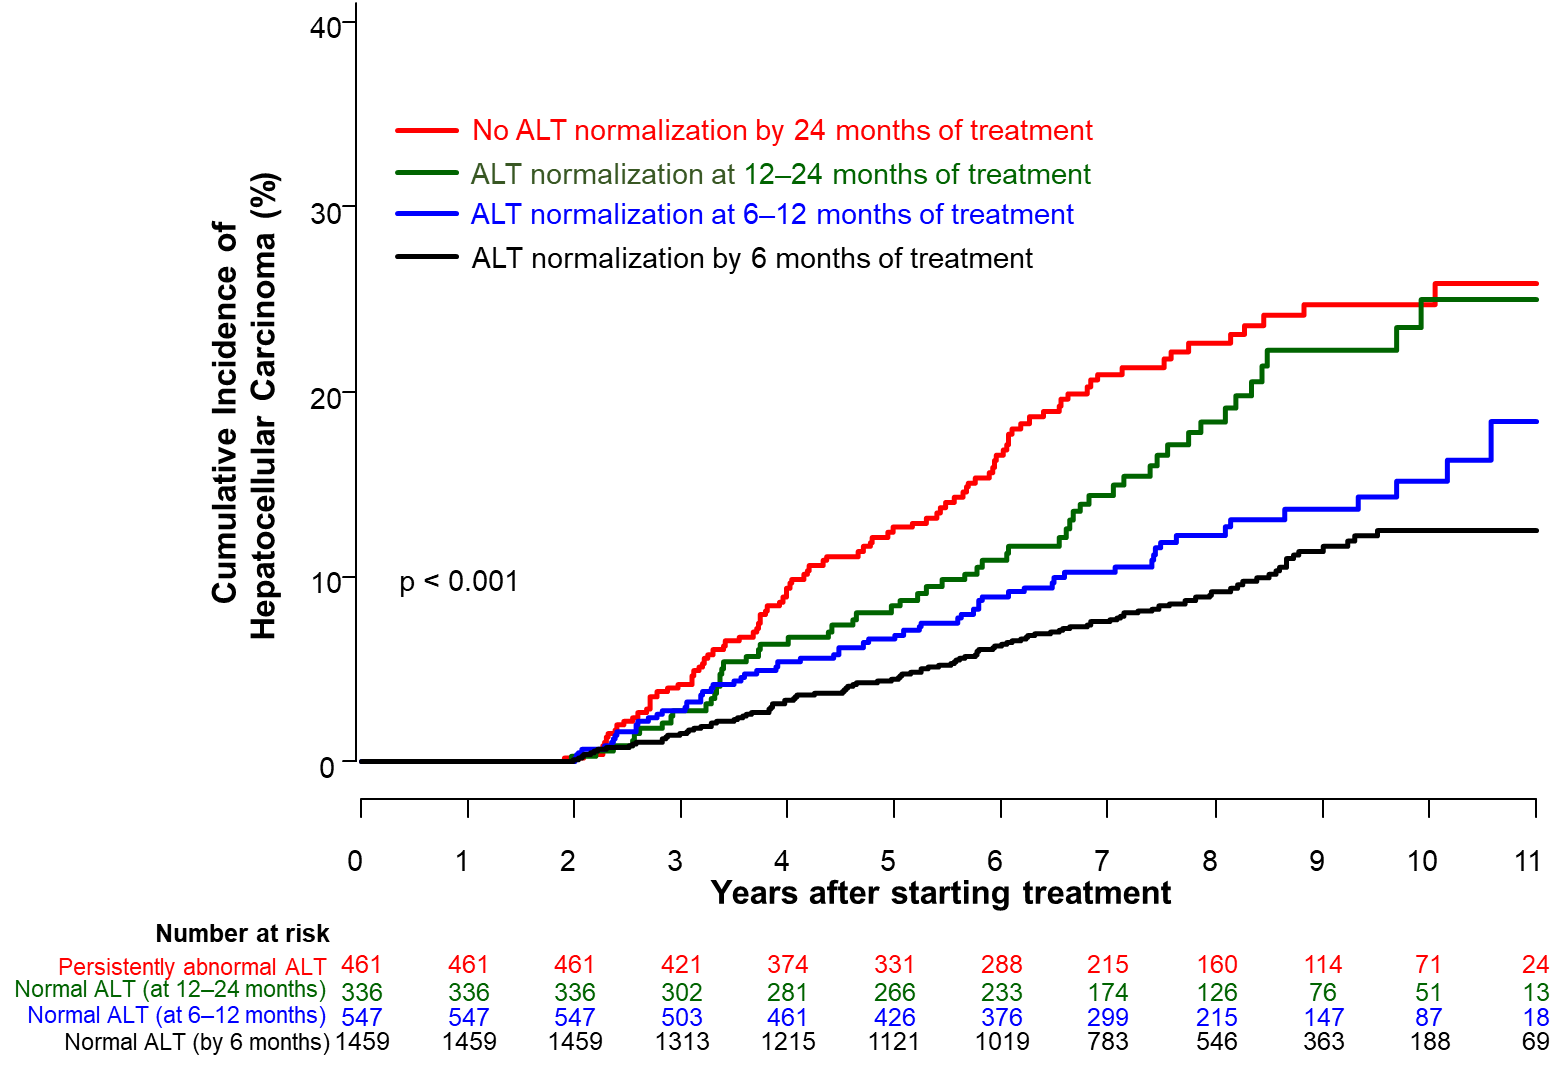 40
30
20
10
0
Cumulative Incidence of
Hepatocellular Carcinoma (%)
No ALT normalization by 24 months of treatment
ALT normalization at 12–24 months of treatment
ALT normalization at 6–12 months of treatment
ALT normalization by 6 months of treatment
p < 0.001
0 1 2 3 4 5 6 7 8 9 10 11
Years after starting treatment
Number at risk
Persistently abnormal ALT 461 461 461 421 374 331 288 215 160 114 71 24
Normal ALT (at 12–24 months) 336 336 336 302 281 266 233 174 126 76 51 13
Normal ALT (at 6–12 months) 547 547 547 503 461 426 376 299 215 147 87 18
Normal ALT (by 6 months) 1459 1459 1459 1313 1215 1121 1019 783 546 363 188 69